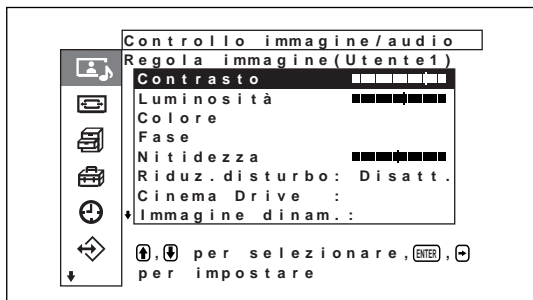 Controllo immagine/audio
Regola immagine(Utente1)
Contrasto
Luminosità
Colore
Fase
Nitidezza
Riduz.disturbo: Disatt.
Cinema Drive :
Immagine dinam.:
, per selezionare, ENTER,
per impostare